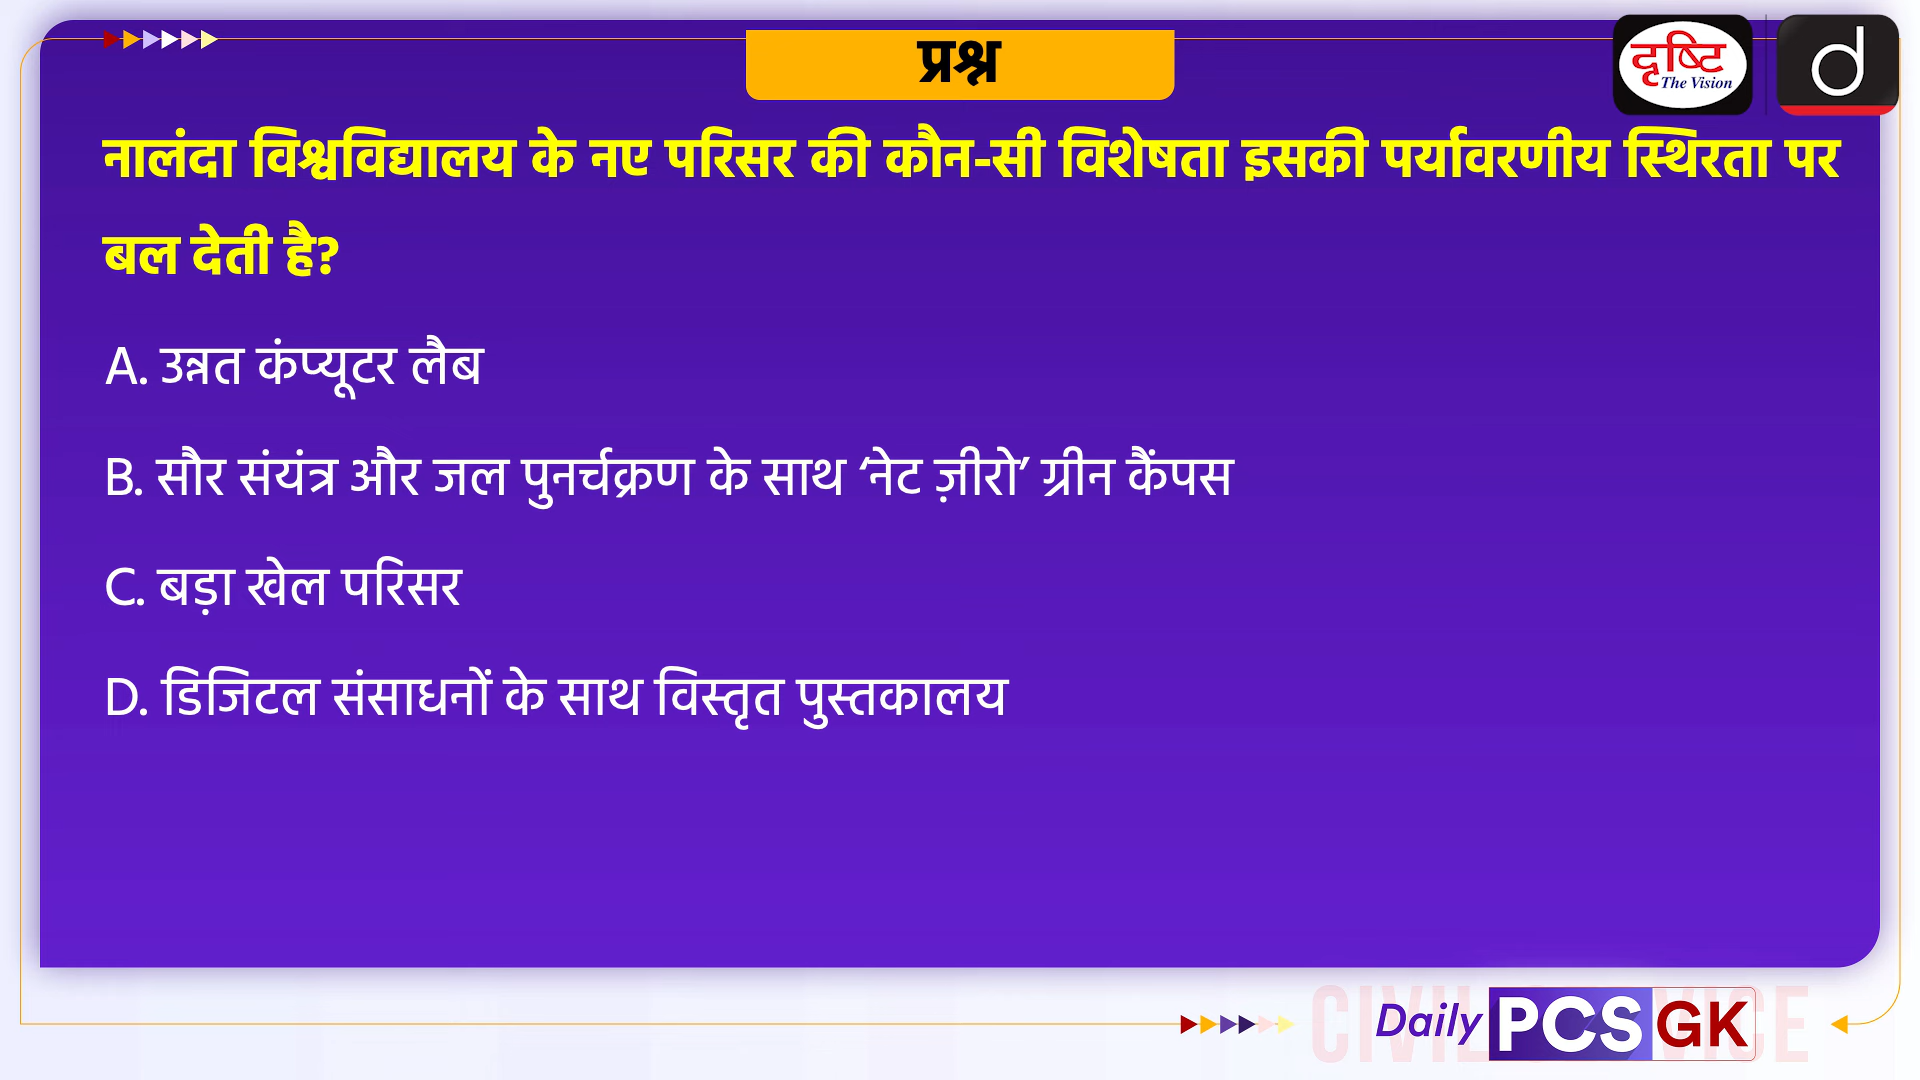 प्रश्न
दृष्टि
The Vision
d
नालंदा विश्वविद्यालय के नए परिसर की कौन-सी विशेषता इसकी पर्यावरणीय स्थिरता पर
बल देती है?
A. उन्नत कंप्यूटर लैब
B. सौर संयंत्र और जल पुनर्चक्रण के साथ ‘नेट ज़ीरो’ ग्रीन कैंपस
C. बड़ा खेल परिसर
D. डिजिटल संसाधनों के साथ विस्तृत पुस्तकालय
Daily PCS GK